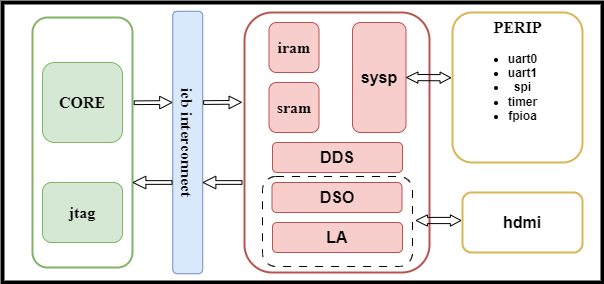 CORE
jtag
icb interconnect
iram
sram
sysp
DDS
DSO
LA
PERIP
• uart0
• uart1
• spi
• timer
• fpioa
hdmi